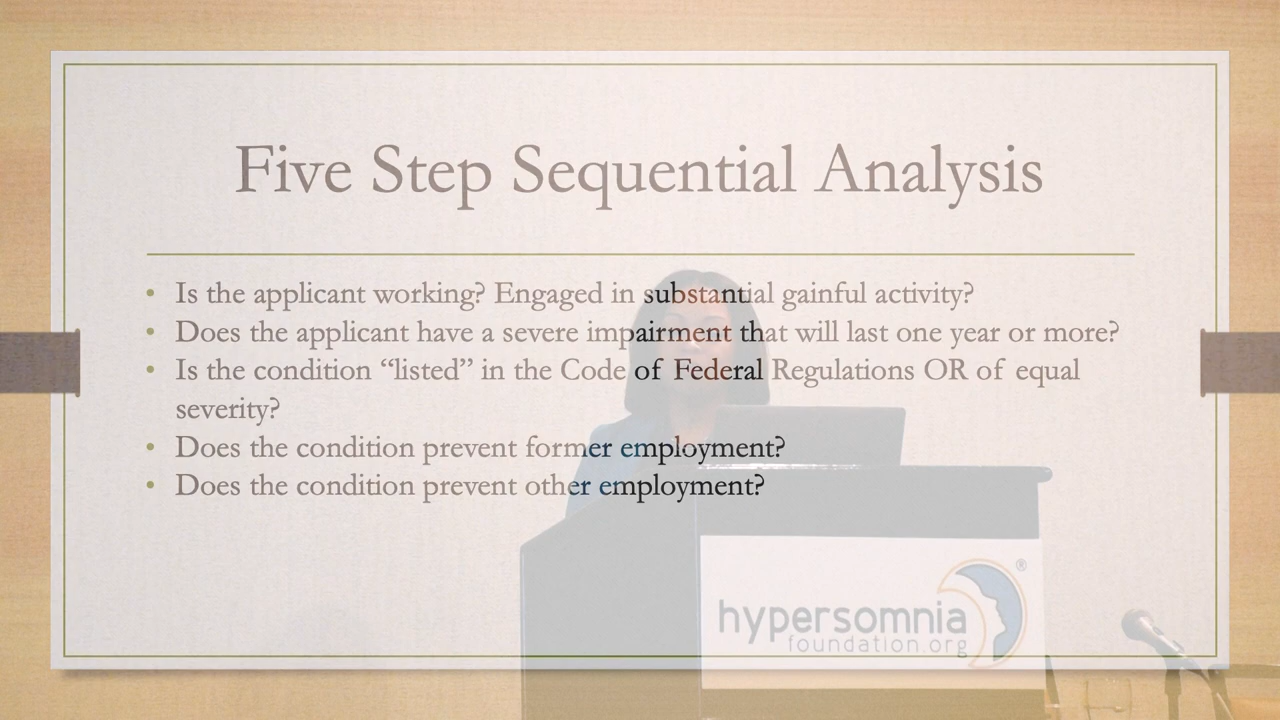 Five Step Sequential Analysis
• Is the applicant working? Engaged in substantial gainful activity?
• Does the applicant have a severe impairment that will last one year or more?
• Is the condition “listed” in the Code of Federal Regulations OR of equal
severity?
• Does the condition prevent former employment?
• Does the condition prevent other employment?
hypersomnia
foundation.org
®